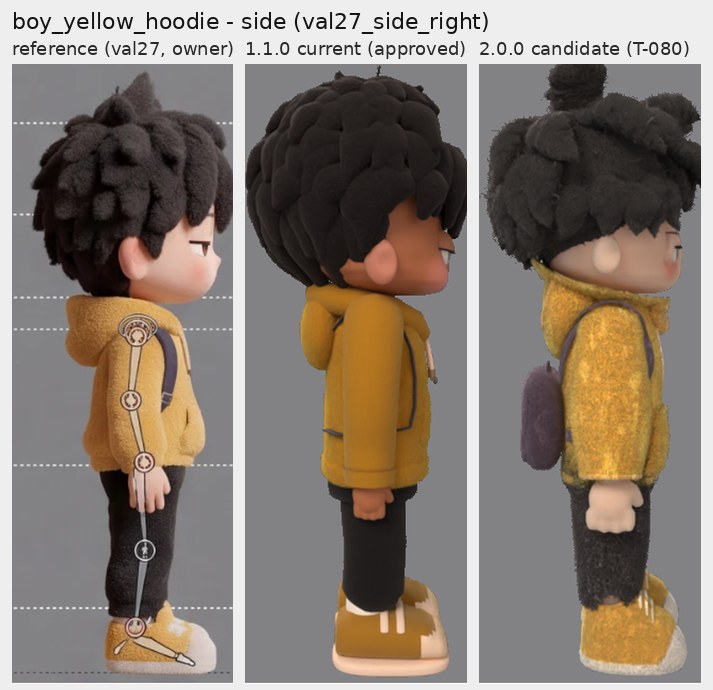 boy_yellow_hoodie - side (val27_side_right)
reference (val27, owner) 1.1.0 current (approved) 2.0.0 candidate (T-080)